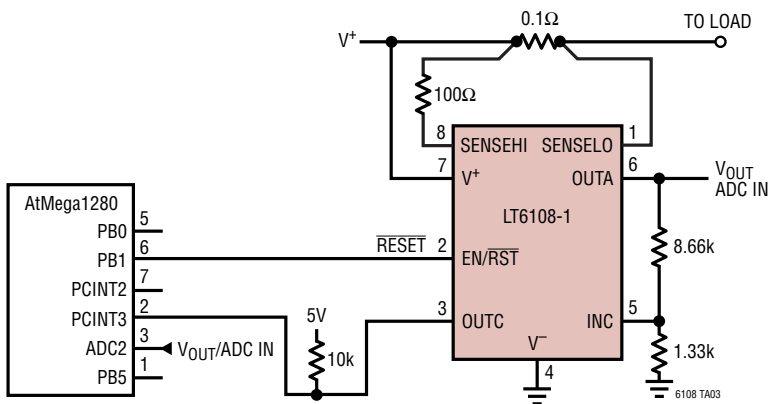 0.1Ω
TO LOAD
V+
100Ω
8
SENSEHI
SENSELO
1
7
V+
OUTA
6
VOUT
ADC IN
LT6108-1
AtMega1280
PB0
5
PB1
6
RESET
2
EN/RST
8.66k
PCINT2
7
PCINT3
2
3
OUTC
INC
5
5V
ADC2
3
VOUT/ADC IN
10k
V–
1.33k
PB5
1
4
6108 TA03